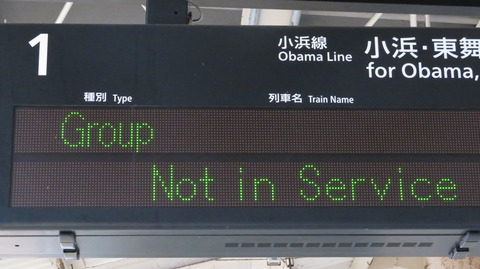 1
小浜線
Obama Line
小浜・東舞
for Obama,
種別 Type
列車名 Train Name
Group
Not in Service